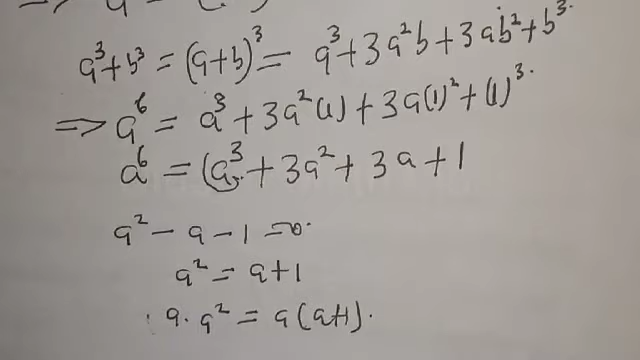 a³+b³ = (a+b)³ = a³+3a²b+3ab²+b³.
=> a⁶ = a³+3a²(1)+3a(1)²+(1)³.
a⁶ = (a³+3a²+3a+1
a²-a-1=0.
a² = a+1
a. a² = a(a+1).